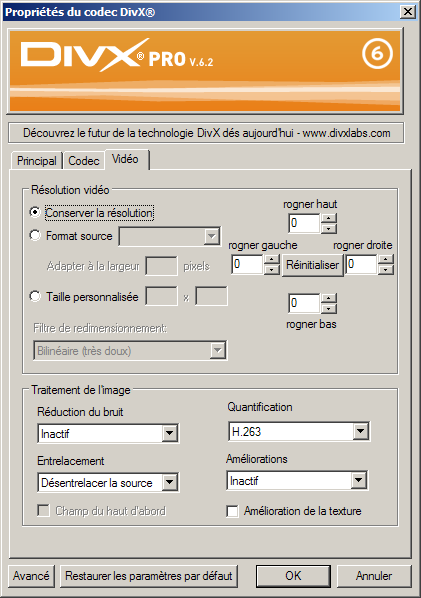 Propriétés du codec DivX®
DIVX® PRO V.6.2
6
Découvrez le futur de la technologie DivX dés aujourd'hui - www.divxlabs.com
Principal
Codec
Vidéo
Résolution vidéo
Conserver la résolution
rogner haut
0
Format source
rogner gauche
rogner droite
Adapter à la largeur
pixels
0
Réinitialiser
0
Taille personnalisée
x
0
rogner bas
Filtre de redimensionnement:
Bilinéaire (très doux)
Traitement de l'image
Réduction du bruit
Quantification
Inactif
H.263
Entrelacement
Améliorations
Désentrelacer la source
Inactif
Champ du haut d'abord
Amélioration de la texture
Avancé
Restaurer les paramètres par défaut
OK
Annuler